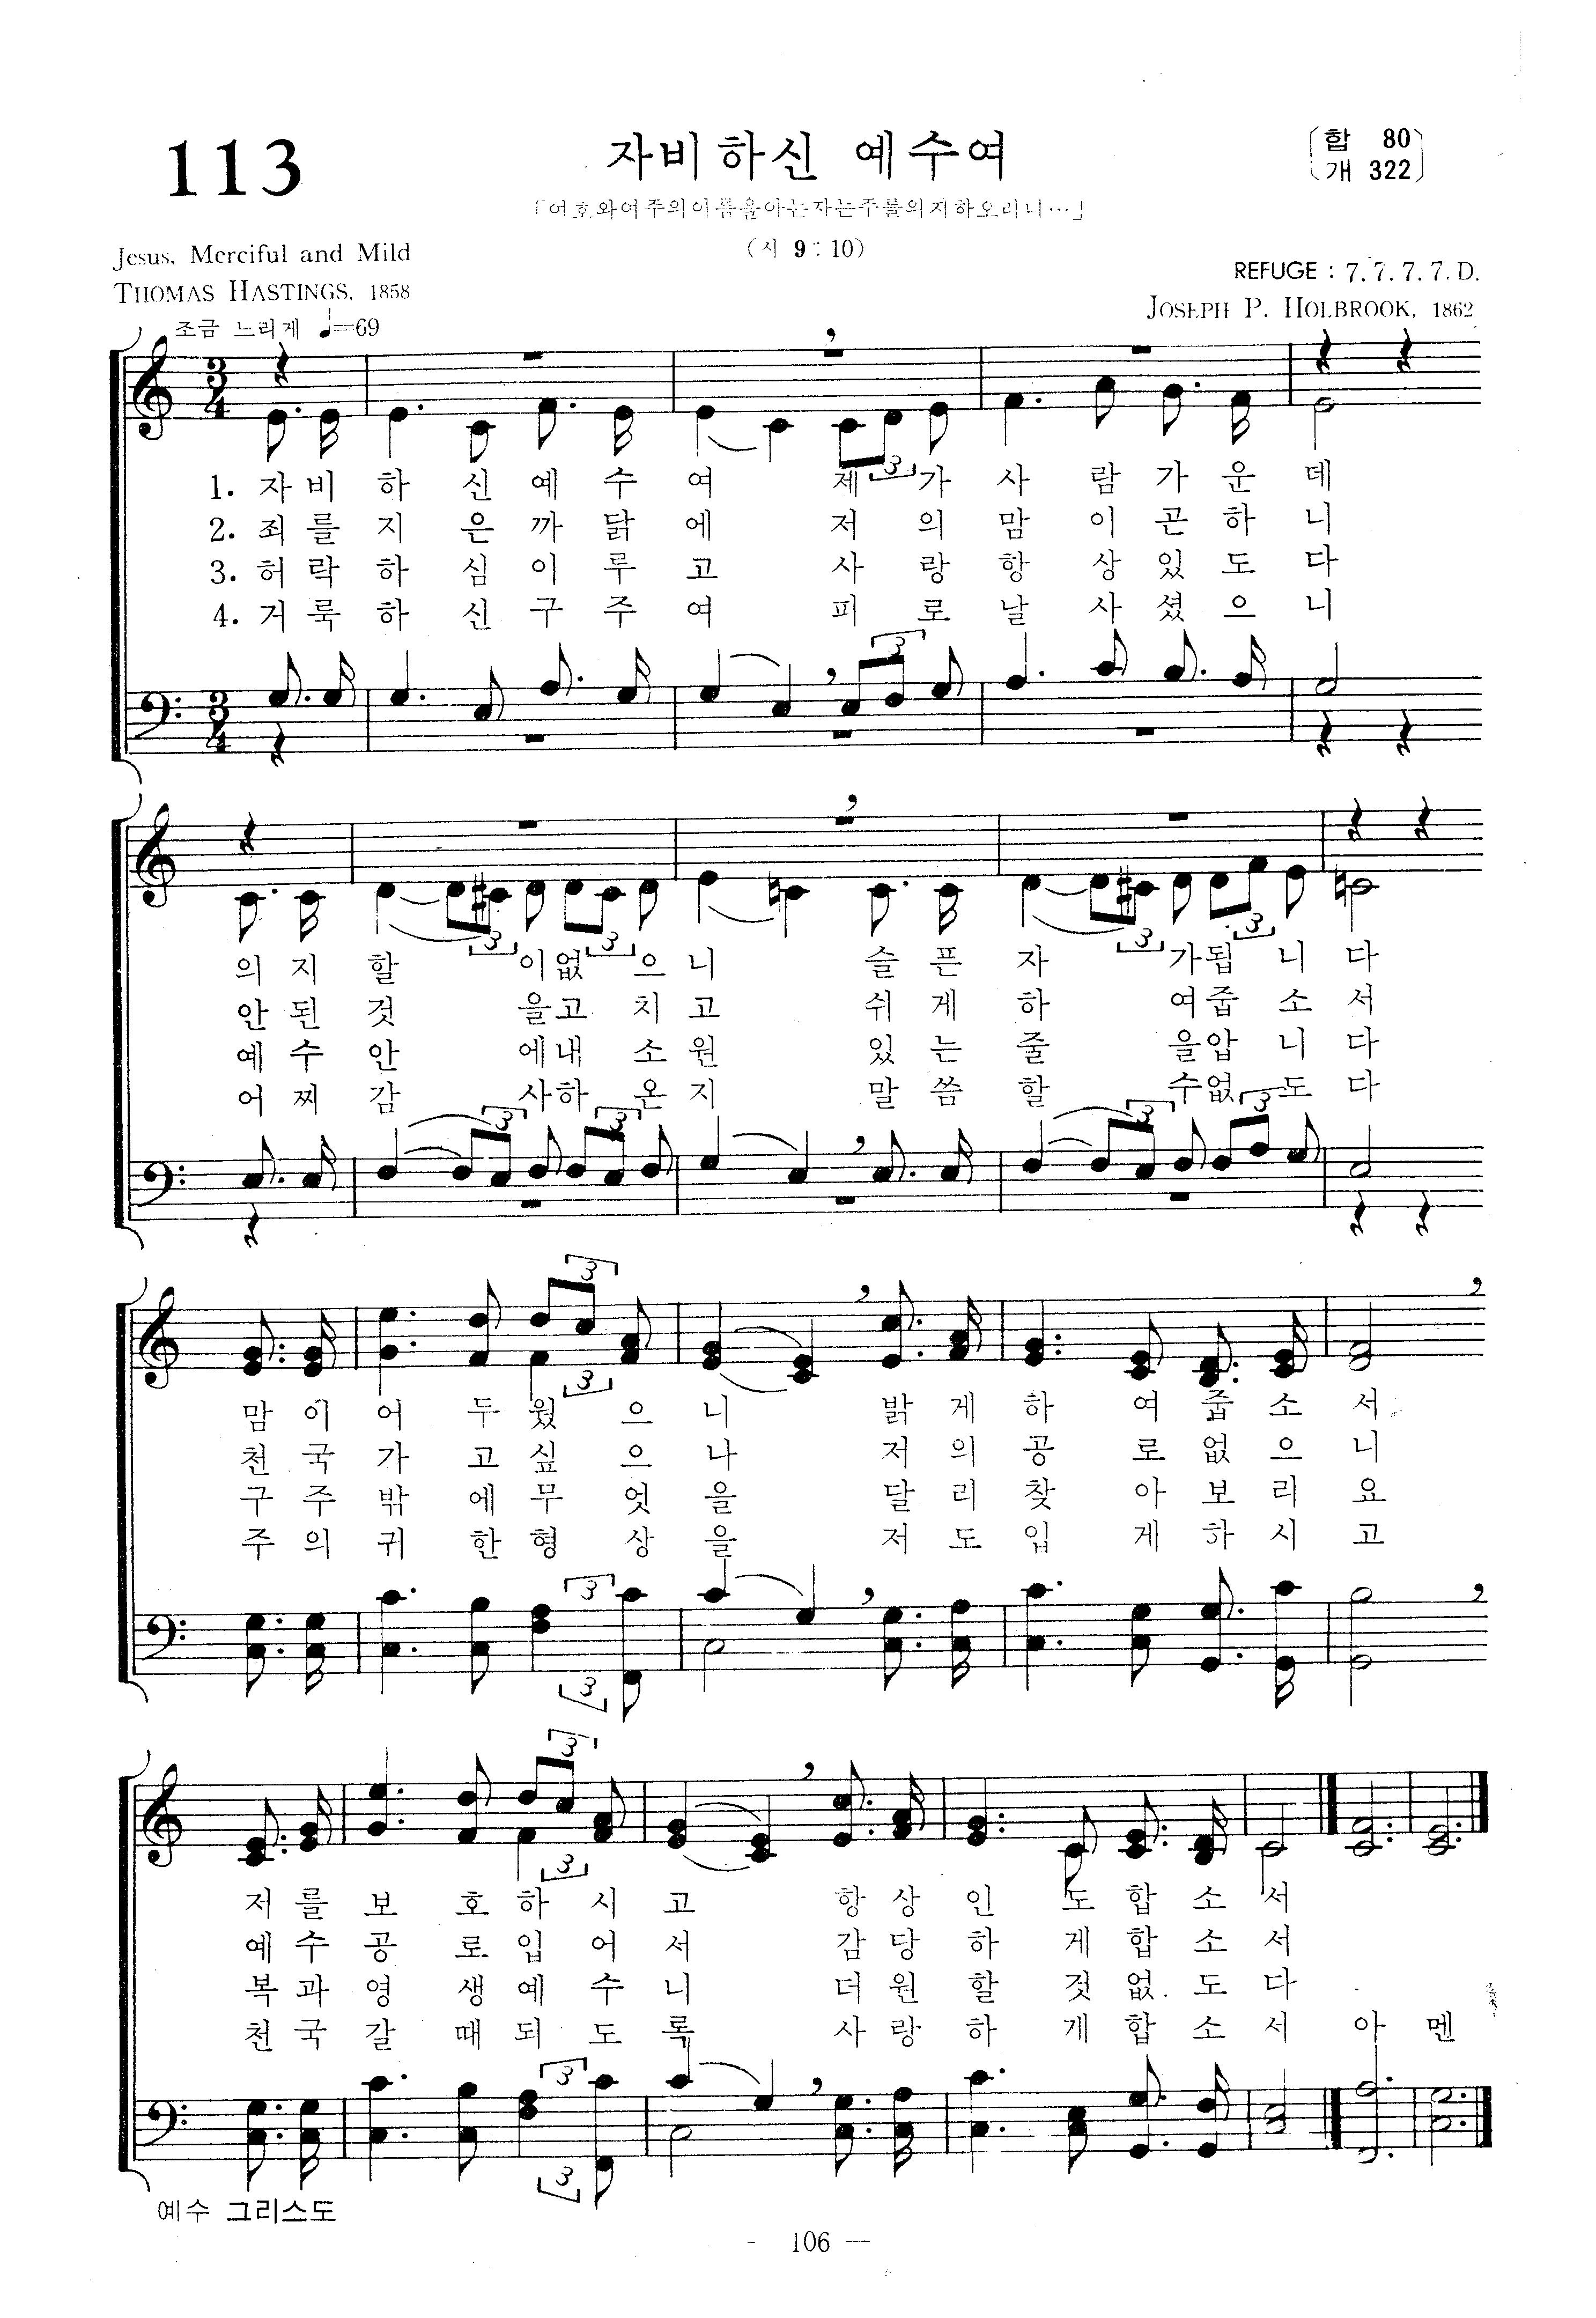 113
자비하신 예수여
합 80
개 322
「여호와여주의이름을아는자는주를의지하오리니…」
(시 9:10)
Jesus, Merciful and Mild
THOMAS HASTINGS, 1858
REFUGE : 7. 7. 7. 7. D.
JOSEPH P. HOLBROOK, 1862
조금 느리게 ♩=69
1. 자 비 하 신 예 수 여 제 가 사 람 가 운 데
2. 죄 를 지 은 까 닭 에 저 의 맘 이 곤 하 니
3. 허 락 하 심 이 루 고 사 랑 항 상 있 도 다
4. 거 룩 하 신 구 주 여 피 로 날 사 셨 으 니
의 지 할 이없 으 니 슬 픈 자 가됩 니 다
안 된 것 을고 치 고 쉬 게 하 여줍 소 서
예 수 안 에내 소 원 있 는 줄 을압 니 다
어 찌 감 사하 온 지 말 씀 할 수없 도 다
맘 이 어 두 웠 으 니 밝 게 하 여 줍 소 서
천 국 가 고 싶 으 나 저 의 공 로 없 으 니
구 주 밖 에 무 엇 을 달 리 찾 아 보 리 요
주 의 귀 한 형 상 을 저 도 입 게 하 시 고
저 를 보 호 하 시 고 항 상 인 도 합 소 서
예 수 공 로 입 어 서 감 당 하 게 합 소 서
복 과 영 생 예 수 니 더 원 할 것 없 도 다
천 국 갈 때 되 도 록 사 랑 하 게 합 소 서 아 멘
예수 그리스도
- 106 —